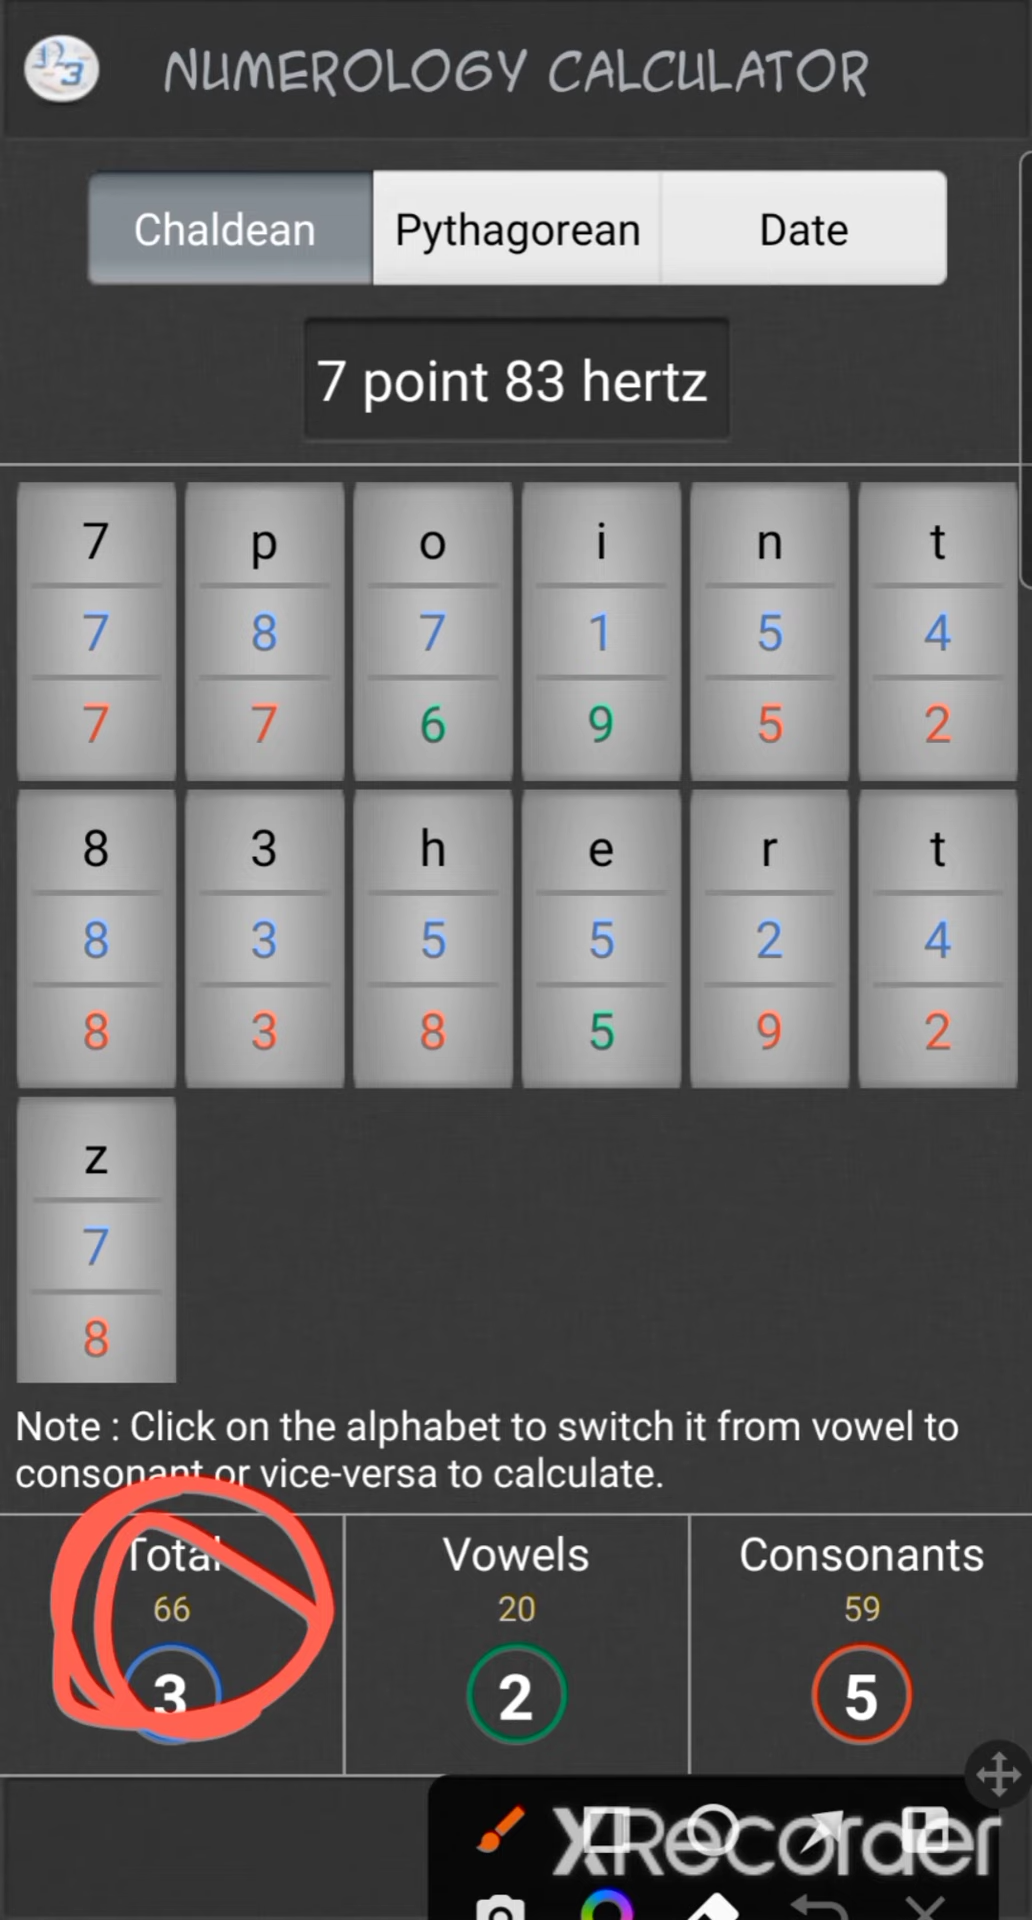 123
NUMEROLOGY CALCULATOR
Chaldean Pythagorean Date
7 point 83 hertz
7 p o i n t
7 8 7 1 5 4
7 7 6 9 5 2
8 3 h e r t
8 3 5 5 2 4
8 3 8 5 9 2
z
7
8
Note : Click on the alphabet to switch it from vowel to
consonant or vice-versa to calculate.
Total Vowels Consonants
66 20 59
3 2 5
XRecorder